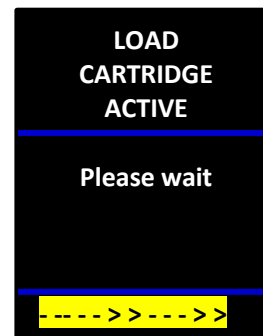 LOAD
CARTRIDGE
ACTIVE
Please wait
- -- - - > > - - - > >